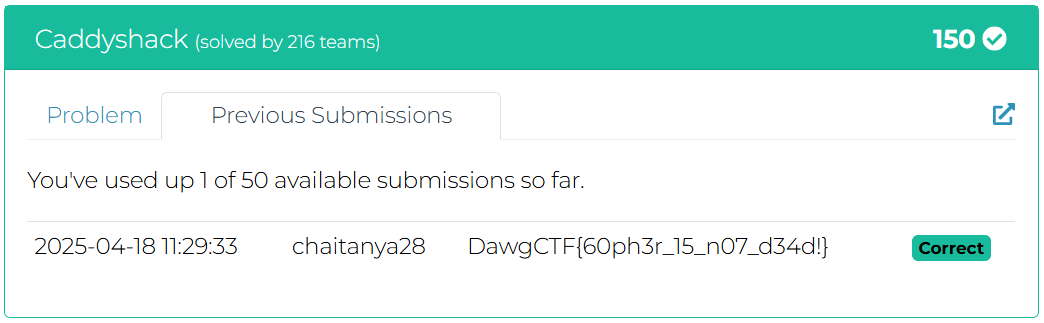 Caddyshack (solved by 216 teams) 150
Problem Previous Submissions
You've used up 1 of 50 available submissions so far.
2025-04-18 11:29:33 chaitanya28 DawgCTF{60ph3r_15_n07_d34d!} Correct